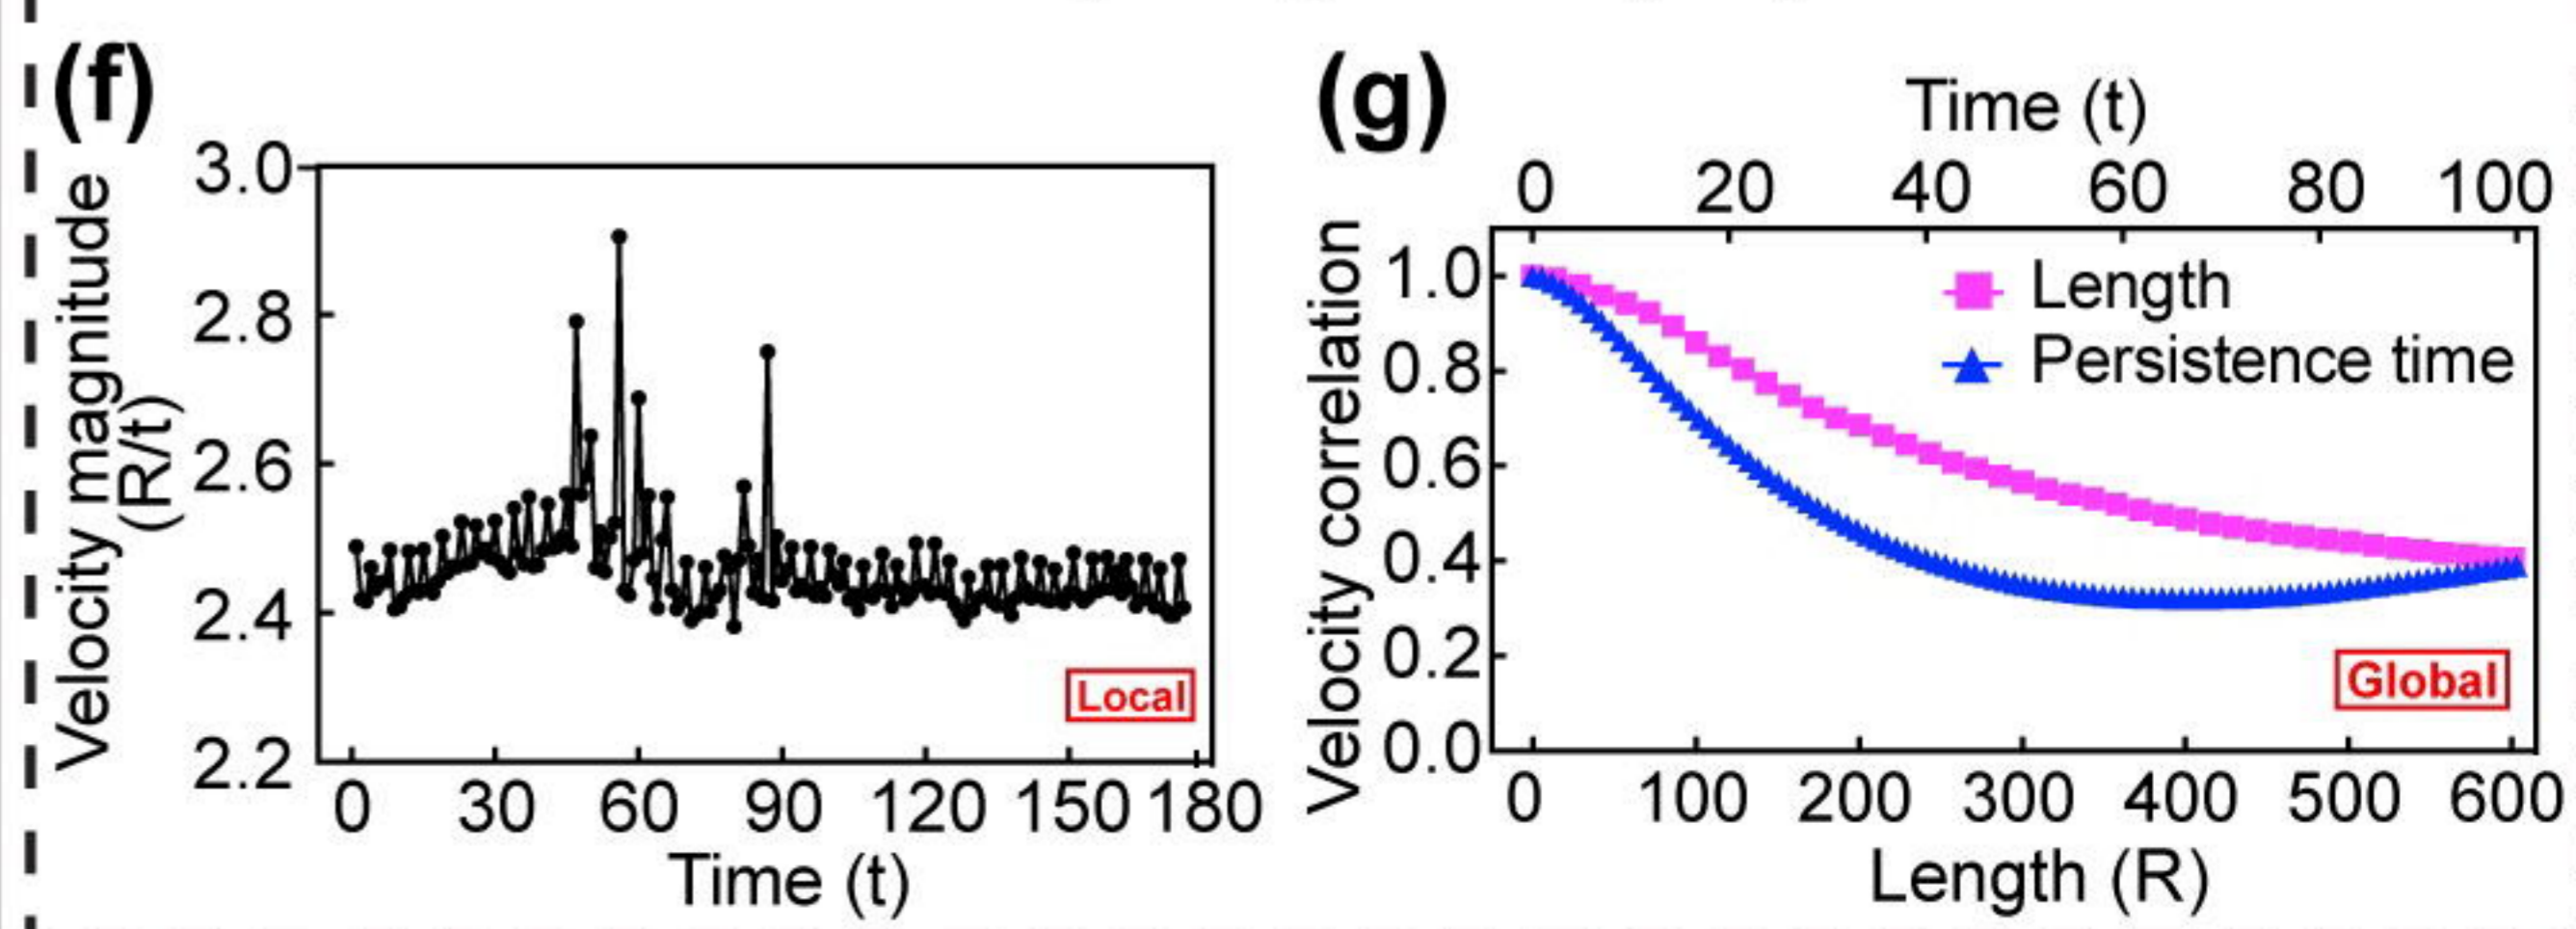 (f)
Velocity magnitude
(R/t)
3.0
2.8
2.6
2.4
2.2
Local
0 30 60 90 120 150 180
Time (t)
(g)
Time (t)
0 20 40 60 80 100
Velocity correlation
1.0
0.8
0.6
0.4
0.2
0.0
Length
Persistence time
Global
0 100 200 300 400 500 600
Length (R)